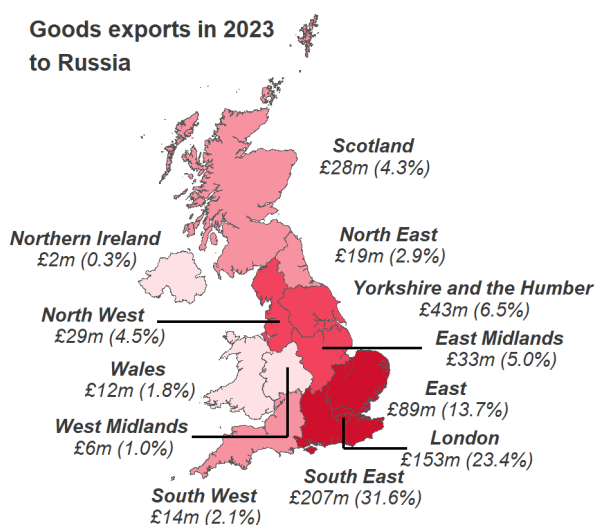 Goods exports in 2023
to Russia
Scotland
£28m (4.3%)
Northern Ireland
£2m (0.3%)
North East
£19m (2.9%)
Yorkshire and the Humber
£43m (6.5%)
North West
£29m (4.5%)
East Midlands
£33m (5.0%)
Wales
£12m (1.8%)
East
£89m (13.7%)
West Midlands
£6m (1.0%)
London
£153m (23.4%)
South East
£207m (31.6%)
South West
£14m (2.1%)